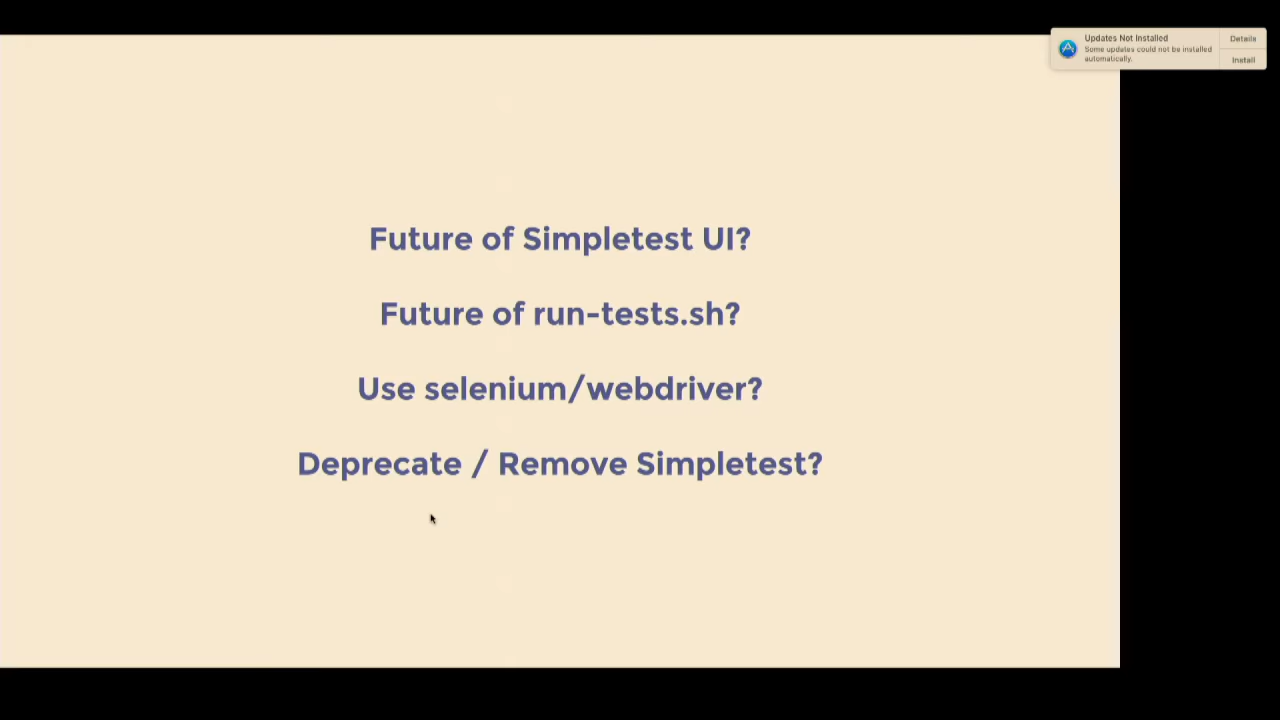 Updates Not Installed
Details
Some updates could not be installed
automatically.
Install
Future of Simpletest UI?
Future of run-tests.sh?
Use selenium/webdriver?
Deprecate / Remove Simpletest?